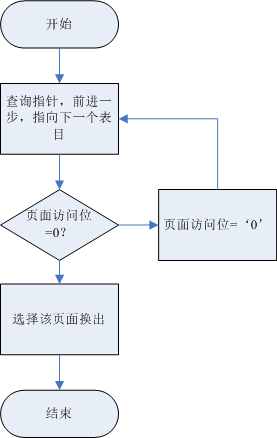 开始
查询指针，前进一
步，指向下一个表
目
页面访问位
=0？
页面访问位=‘0’
选择该页面换出
结束